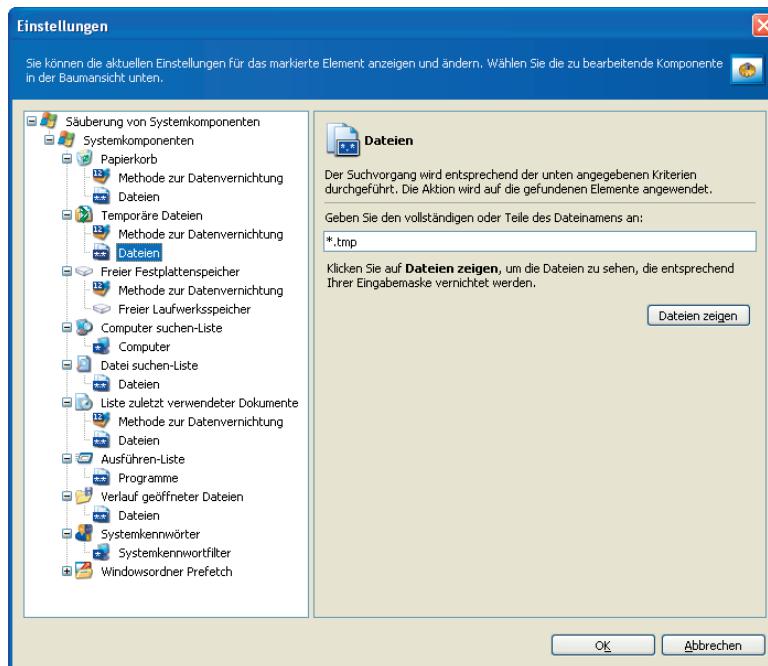 Einstellungen
Sie können die aktuellen Einstellungen für das markierte Element anzeigen und ändern. Wählen Sie die zu bearbeitende Komponente
in der Baumansicht unten.
Säuberung von Systemkomponenten
Systemkomponenten
Papierkorb
Methode zur Datenvernichtung
Dateien
Temporäre Dateien
Methode zur Datenvernichtung
Dateien
Freier Festplattenspeicher
Methode zur Datenvernichtung
Freier Laufwerksspeicher
Computer suchen-Liste
Computer
Datei suchen-Liste
Dateien
Liste zuletzt verwendeter Dokumente
Methode zur Datenvernichtung
Dateien
Ausführen-Liste
Programme
Verlauf geöffneter Dateien
Dateien
Systemkennwörter
Systemkennwortfilter
Windowsordner Prefetch
Dateien
Der Suchvorgang wird entsprechend der unten angegebenen Kriterien
durchgeführt. Die Aktion wird auf die gefundenen Elemente angewendet.
Geben Sie den vollständigen oder Teile des Dateinamens an:
*.tmp
Klicken Sie auf Dateien zeigen, um die Dateien zu sehen, die entsprechend
Ihrer Eingabemaske vernichtet werden.
Dateien zeigen
OK
Abbrechen